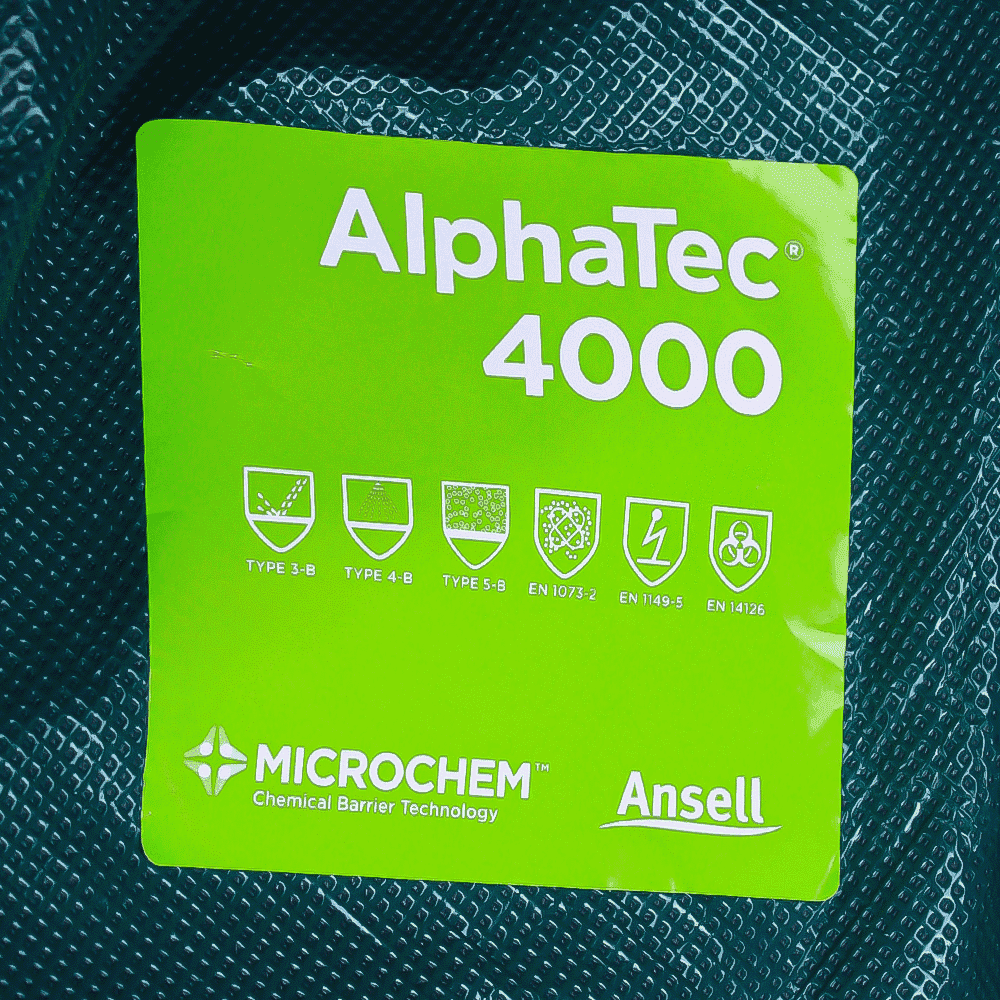 AlphaTec®
4000
TYPE 3-B TYPE 4-B TYPE 5-B EN 1073-2 EN 1149-5 EN 14126
MICROCHEM™
Chemical Barrier Technology
Ansell